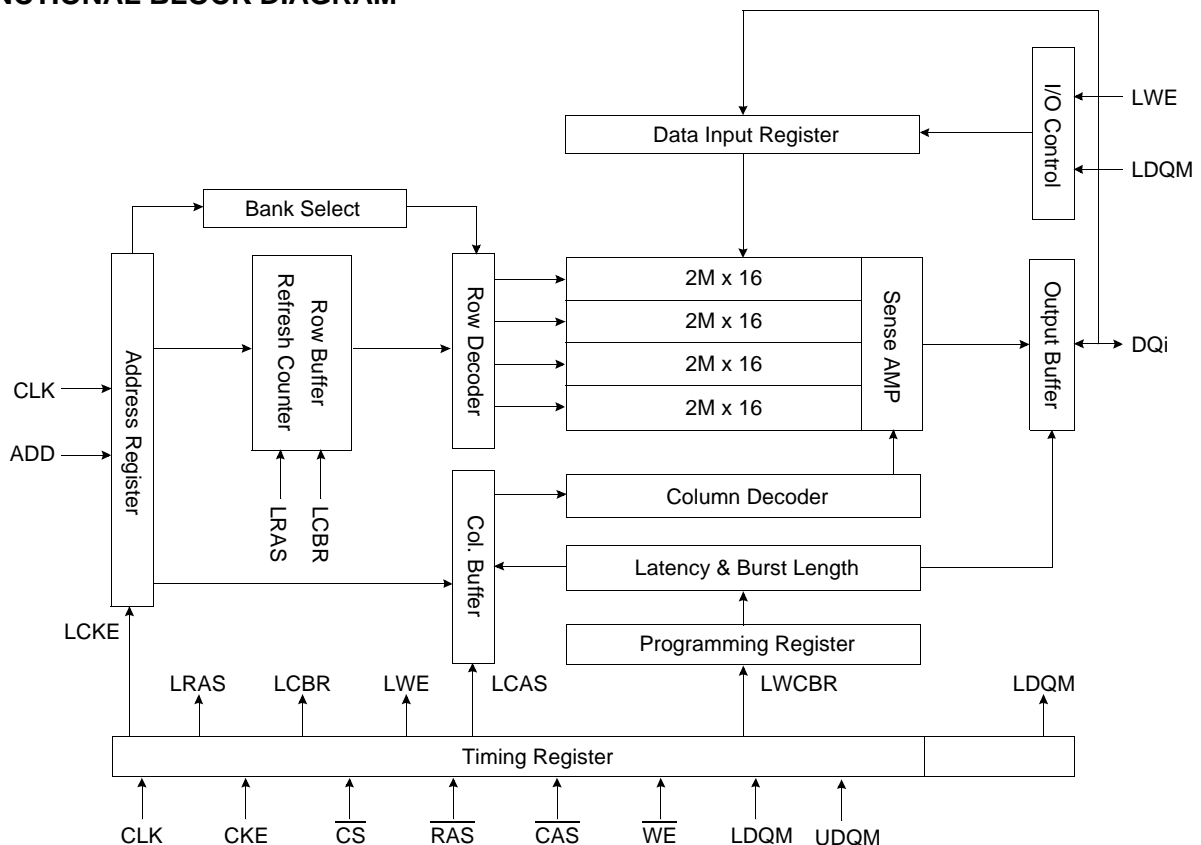 FUNCTIONAL BLOCK DIAGRAM
I/O Control
LWE
LDQM
Data Input Register
Bank Select
Address Register
CLK
ADD
Refresh Counter
Row Buffer
LRAS
LCBR
Row Decoder
2M x 16
2M x 16
2M x 16
2M x 16
Sense AMP
Output Buffer
DQi
Col. Buffer
Column Decoder
Latency & Burst Length
Programming Register
LCKE
LRAS
LCBR
LWE
LCAS
LWCBR
LDQM
Timing Register
CLK
CKE
CS
RAS
CAS
WE
LDQM
UDQM